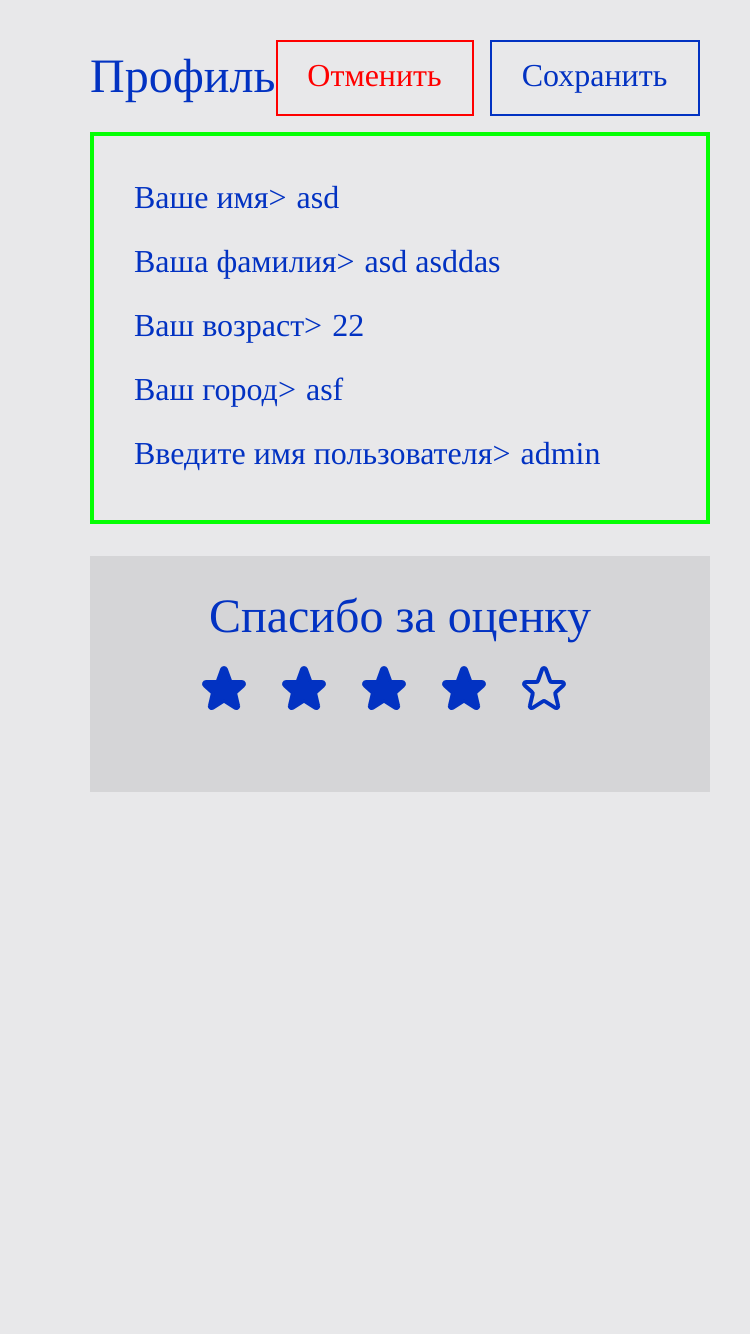 Профиль Отменить Сохранить
Ваше имя> asd
Ваша фамилия> asd asddas
Ваш возраст> 22
Ваш город> asf
Введите имя пользователя> admin
Спасибо за оценку